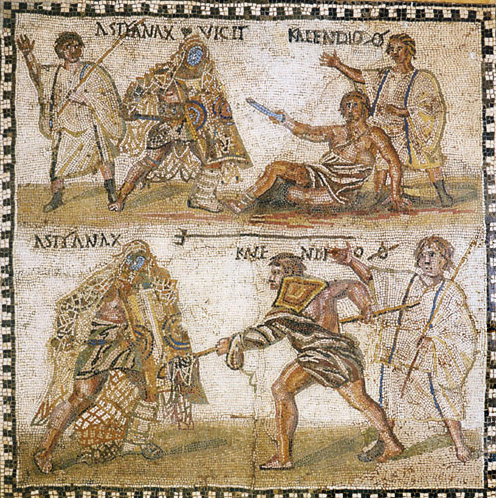 ASTYANAX VICIT KALENDIO Ø
ASTYANAX KALENDIO Ø